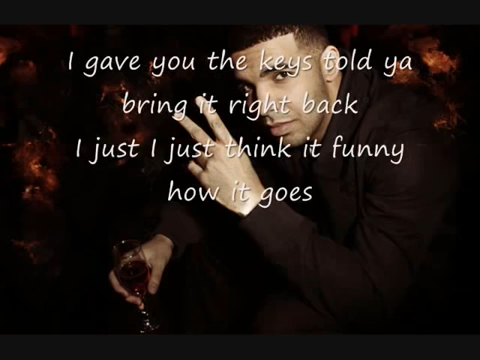 I gave you the keys told ya
bring it right back
I just I just think it funny
how it goes